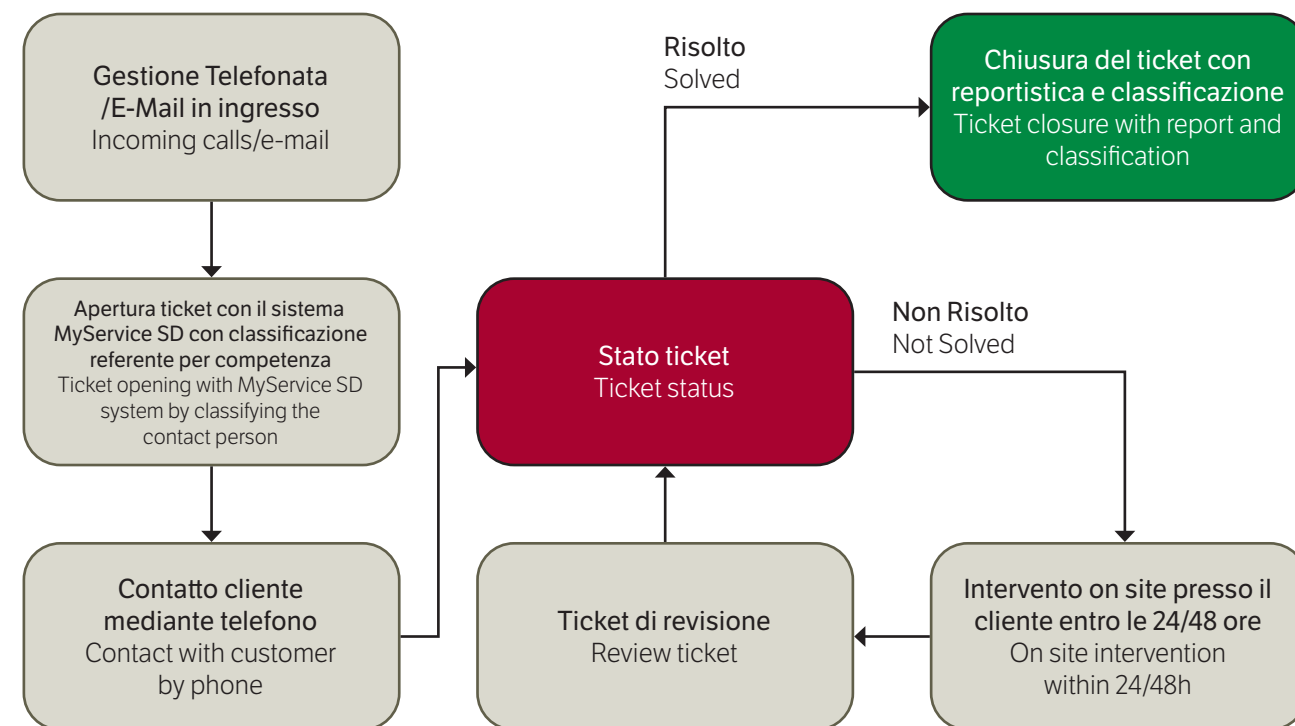 Gestione Telefonata
/E-Mail in ingresso
Incoming calls/e-mail
Apertura ticket con il sistema
MyService SD con classificazione
referente per competenza
Ticket opening with MyService SD
system by classifying the
contact person
Contatto cliente
mediante telefono
Contact with customer
by phone
Stato ticket
Ticket status
Risolto
Solved
Chiusura del ticket con
reportistica e classificazione
Ticket closure with report and
classification
Non Risolto
Not Solved
Intervento on site presso il
cliente entro le 24/48 ore
On site intervention
within 24/48h
Ticket di revisione
Review ticket